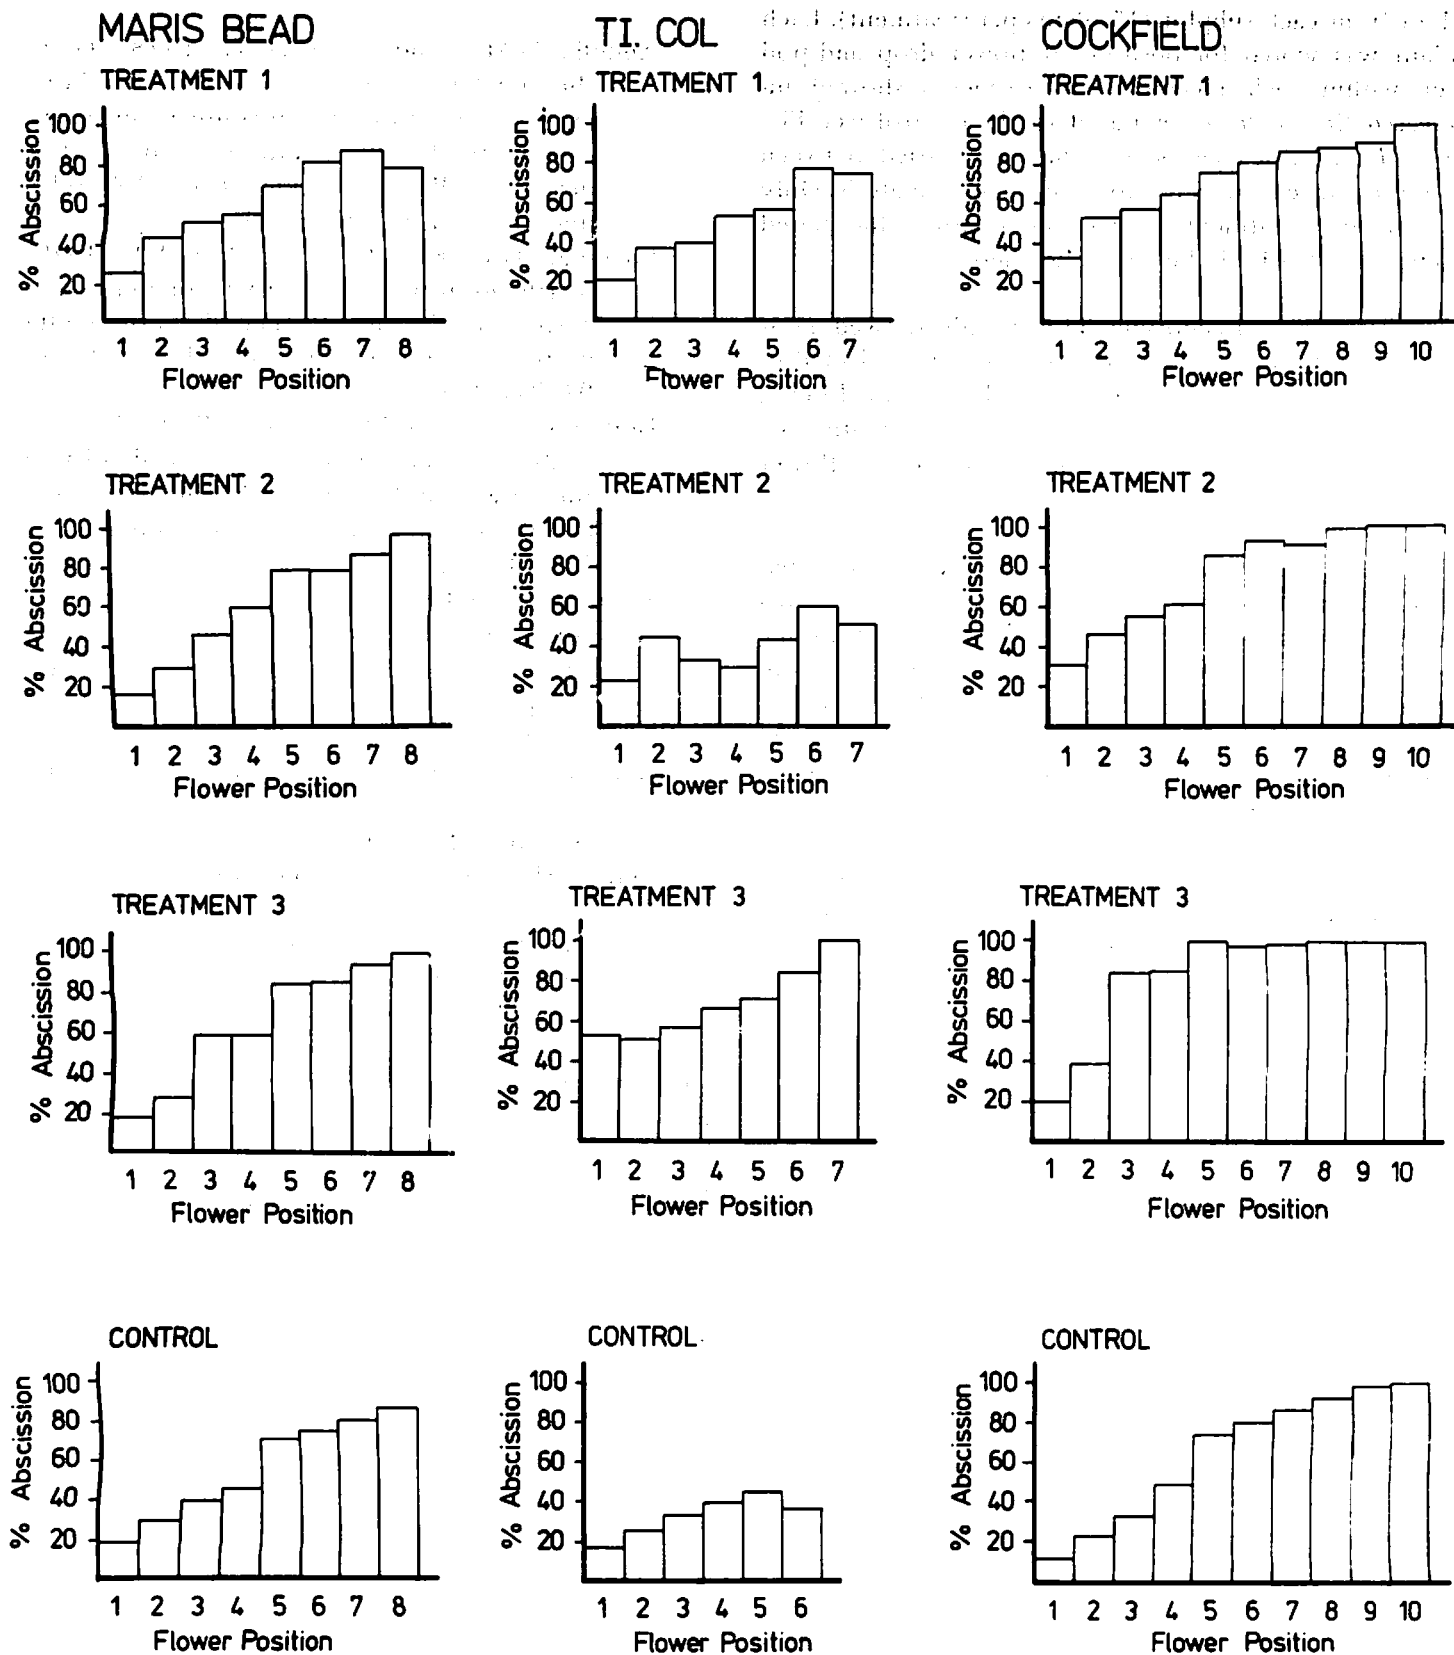 MARIS BEAD
TREATMENT 1
% Abscission
100
80
60
40
20
1 2 3 4 5 6 7 8
Flower Position
TI. COL
TREATMENT 1
% Abscission
100
80
60
40
20
1 2 3 4 5 6 7
Flower Position
COCKFIELD
TREATMENT 1
% Abscission
100
80
60
40
20
1 2 3 4 5 6 7 8 9 10
Flower Position
TREATMENT 2
% Abscission
100
80
60
40
20
1 2 3 4 5 6 7 8
Flower Position
TREATMENT 2
% Abscission
100
80
60
40
20
1 2 3 4 5 6 7
Flower Position
TREATMENT 2
% Abscission
100
80
60
40
20
1 2 3 4 5 6 7 8 9 10
Flower Position
TREATMENT 3
% Abscission
100
80
60
40
20
1 2 3 4 5 6 7 8
Flower Position
TREATMENT 3
% Abscission
100
80
60
40
20
1 2 3 4 5 6 7
Flower Position
TREATMENT 3
% Abscission
100
80
60
40
20
1 2 3 4 5 6 7 8 9 10
Flower Position
CONTROL
% Abscission
100
80
60
40
20
1 2 3 4 5 6 7 8
Flower Position
CONTROL
% Abscission
100
80
60
40
20
1 2 3 4 5 6
Flower Position
CONTROL
% Abscission
100
80
60
40
20
1 2 3 4 5 6 7 8 9 10
Flower Position